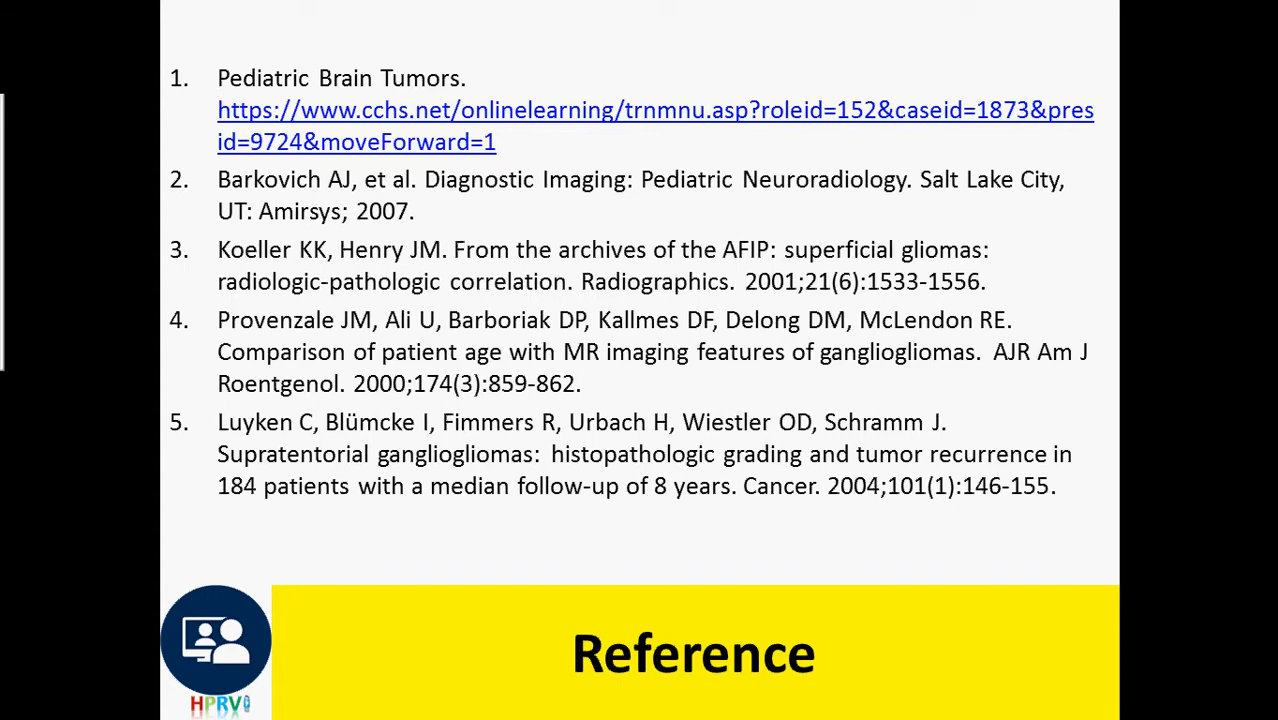 1. Pediatric Brain Tumors.
https://www.cchs.net/onlinelearning/trnmnu.asp?roleid=152&caseid=1873&pres
id=9724&moveForward=1
2. Barkovich AJ, et al. Diagnostic Imaging: Pediatric Neuroradiology. Salt Lake City,
UT: Amirsys; 2007.
3. Koeller KK, Henry JM. From the archives of the AFIP: superficial gliomas:
radiologic-pathologic correlation. Radiographics. 2001;21(6):1533-1556.
4. Provenzale JM, Ali U, Barboriak DP, Kallmes DF, Delong DM, McLendon RE.
Comparison of patient age with MR imaging features of gangliogliomas. AJR Am J
Roentgenol. 2000;174(3):859-862.
5. Luyken C, Blümcke I, Fimmers R, Urbach H, Wiestler OD, Schramm J.
Supratentorial gangliogliomas: histopathologic grading and tumor recurrence in
184 patients with a median follow-up of 8 years. Cancer. 2004;101(1):146-155.
Reference
HPRV